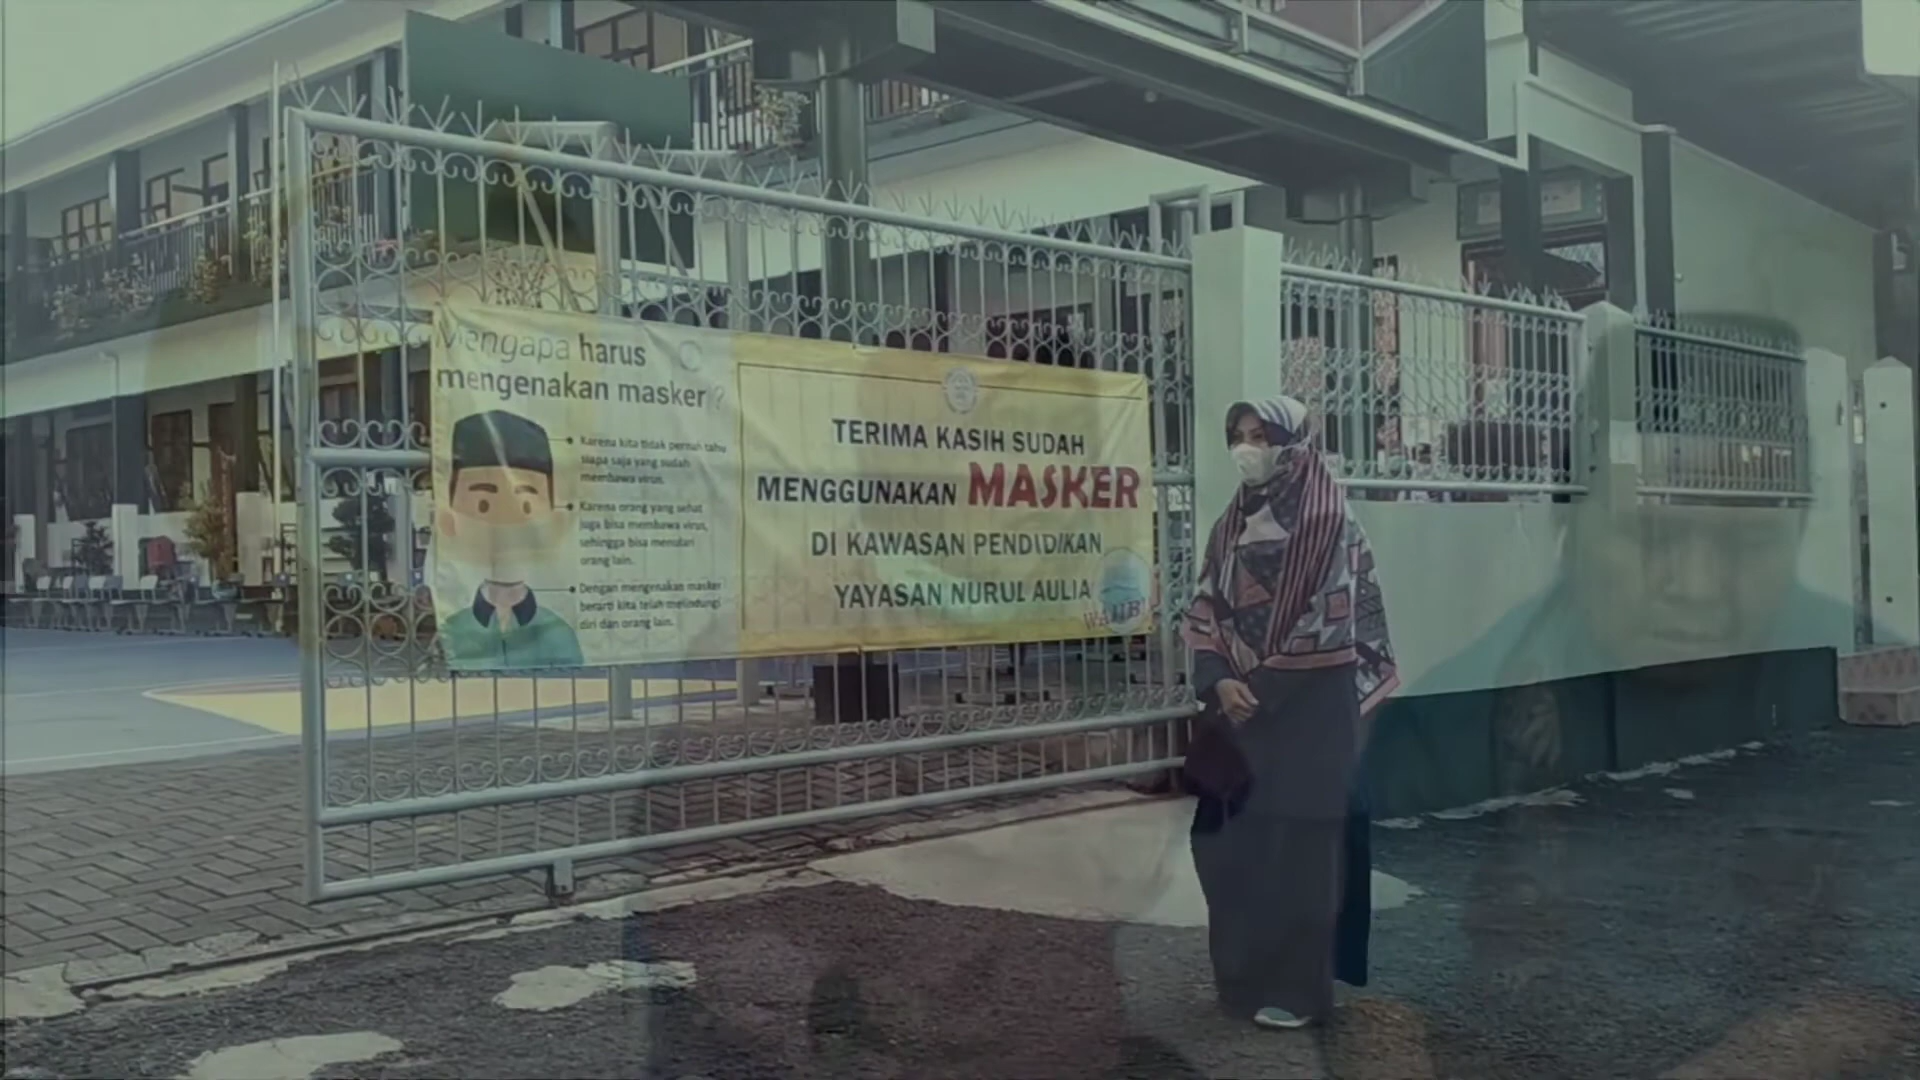 Mengapa harus
mengenakan masker ?
Karena kita tidak pernah tahu
siapa saja yang sudah
membawa virus.
Karena orang yang sehat
juga bisa membawa virus,
sehingga bisa menulari
orang lain.
Dengan mengenakan masker
berarti kita telah melindungi
diri dan orang lain.
TERIMA KASIH SUDAH
MENGGUNAKAN MASKER
DI KAWASAN PENDIDIKAN
YAYASAN NURUL AULIA
WAJIB